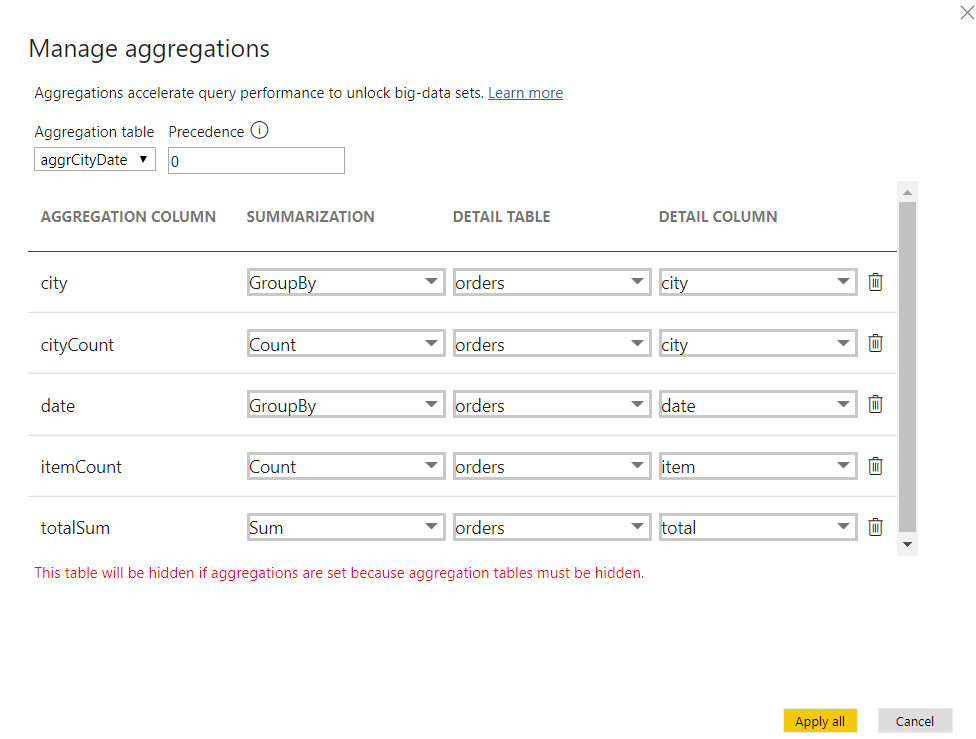 Manage aggregations
Aggregations accelerate query performance to unlock big-data sets. Learn more
Aggregation table Precedence
aggrCityDate 0
AGGREGATION COLUMN SUMMARIZATION DETAIL TABLE DETAIL COLUMN
city GroupBy orders city
cityCount Count orders city
date GroupBy orders date
itemCount Count orders item
totalSum Sum orders total
This table will be hidden if aggregations are set because aggregation tables must be hidden.
Apply all Cancel